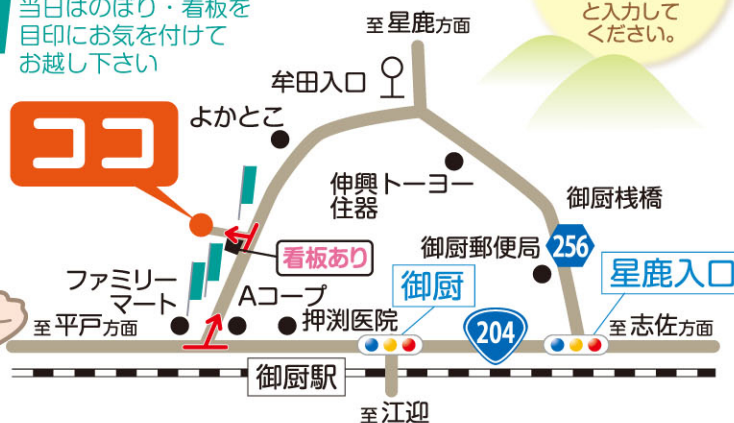 当日はのぼり・看板を
目印にお気を付けて
お越し下さい
と入力して
ください。
至星鹿方面
牟田入口
よかとこ
ココ
伸興トーヨー
住器
御厨桟橋
256
御厨郵便局
看板あり
御厨
星鹿入口
ファミリー
マート
Aコープ
押渕医院
204
至平戸方面
至志佐方面
御厨駅
至江迎